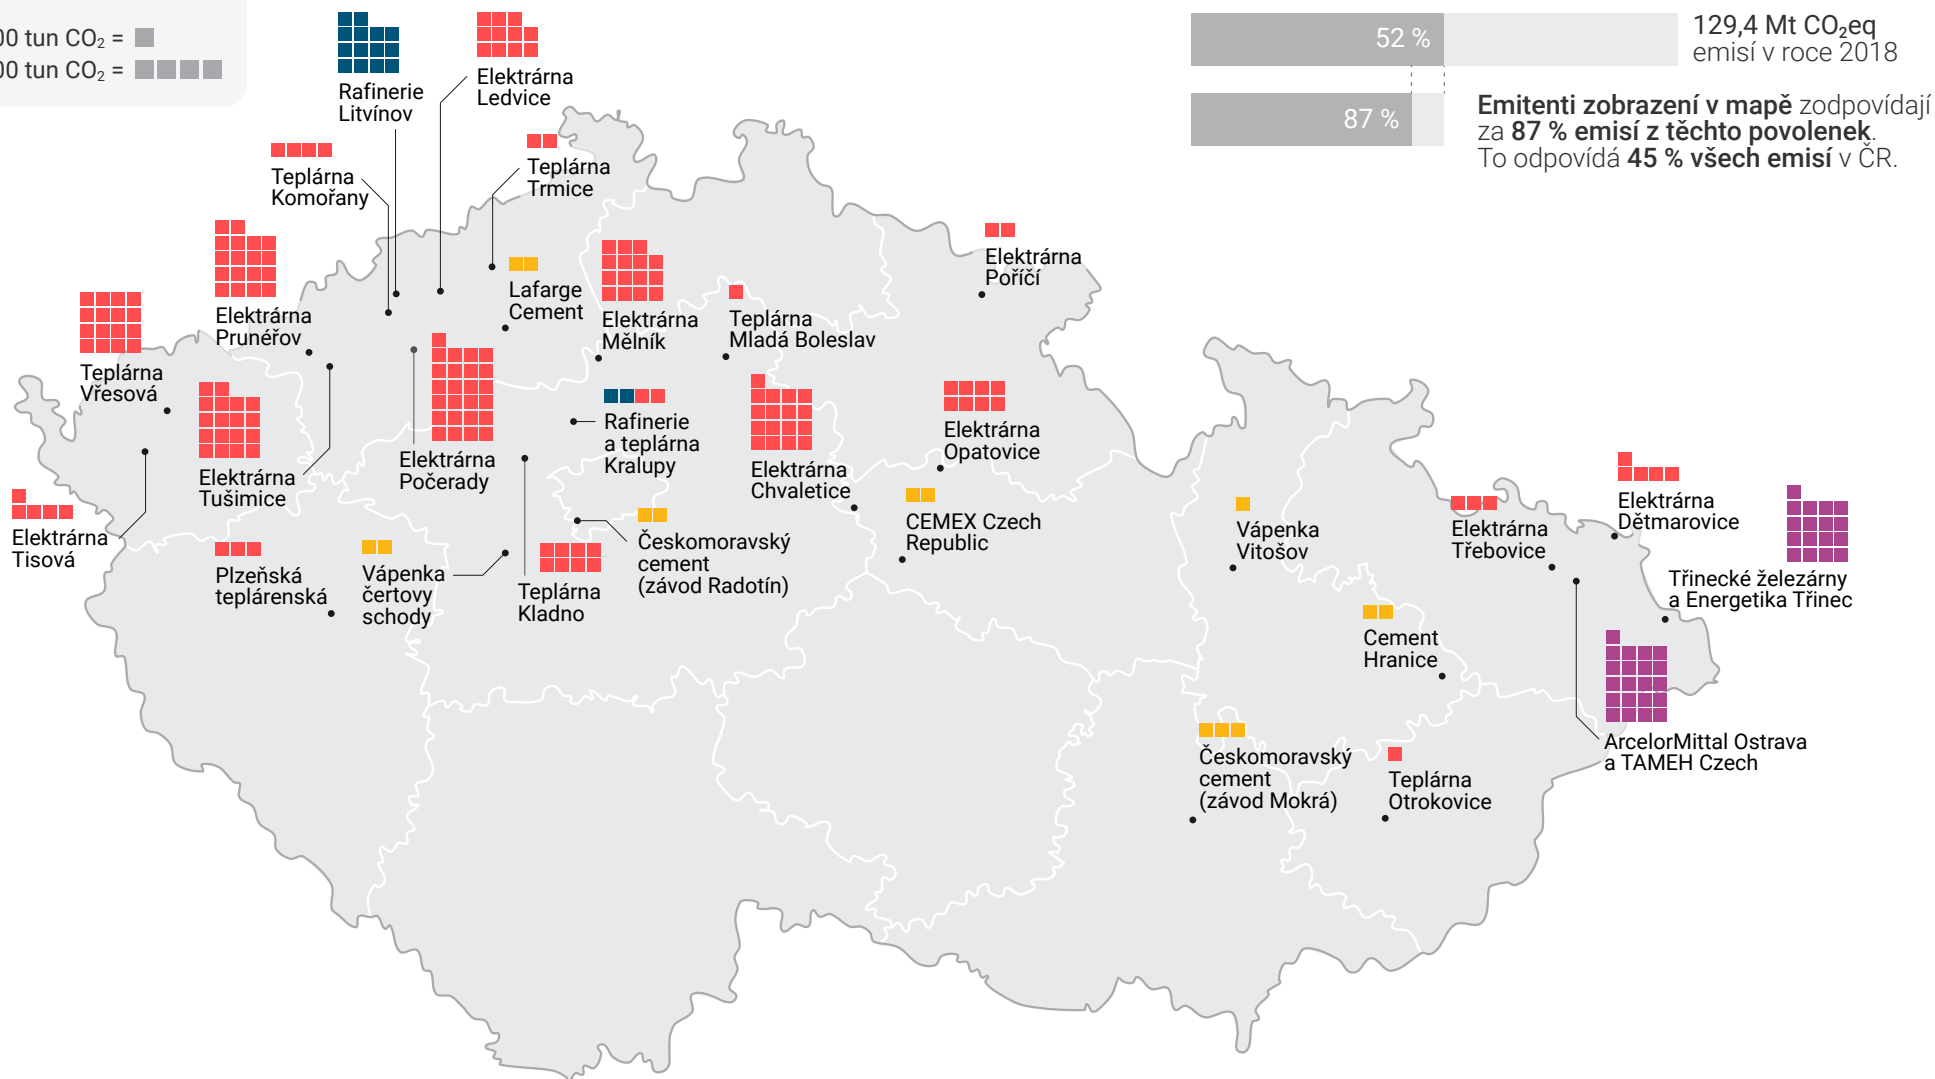 00 tun CO₂ =
00 tun CO₂ =
52 %
129,4 Mt CO₂eq
emisí v roce 2018
87 %
Emitenti zobrazení v mapě zodpovídají
za 87 % emisí z těchto povolenek.
To odpovídá 45 % všech emisí v ČR.
Rafinerie
Litvínov
Elektrárna
Ledvice
Teplárna
Komořany
Teplárna
Trmice
Elektrárna
Prunéřov
Lafarge
Cement
Elektrárna
Mělník
Teplárna
Mladá Boleslav
Elektrárna
Poříčí
Teplárna
Vřesová
Elektrárna
Tušimice
Elektrárna
Počerady
Rafinerie
a teplárna
Kralupy
Elektrárna
Chvaletice
Elektrárna
Opatovice
Elektrárna
Tisová
Plzeňská
teplárenská
Vápenka
čertovy
schody
Teplárna
Kladno
Českomoravský
cement
(závod Radotín)
CEMEX Czech
Republic
Vápenka
Vitošov
Elektrárna
Třebovice
Elektrárna
Dětmarovice
Třinecké železárny
a Energetika Třinec
Cement
Hranice
ArcelorMittal Ostrava
a TAMEH Czech
Českomoravský
cement
(závod Mokrá)
Teplárna
Otrokovice